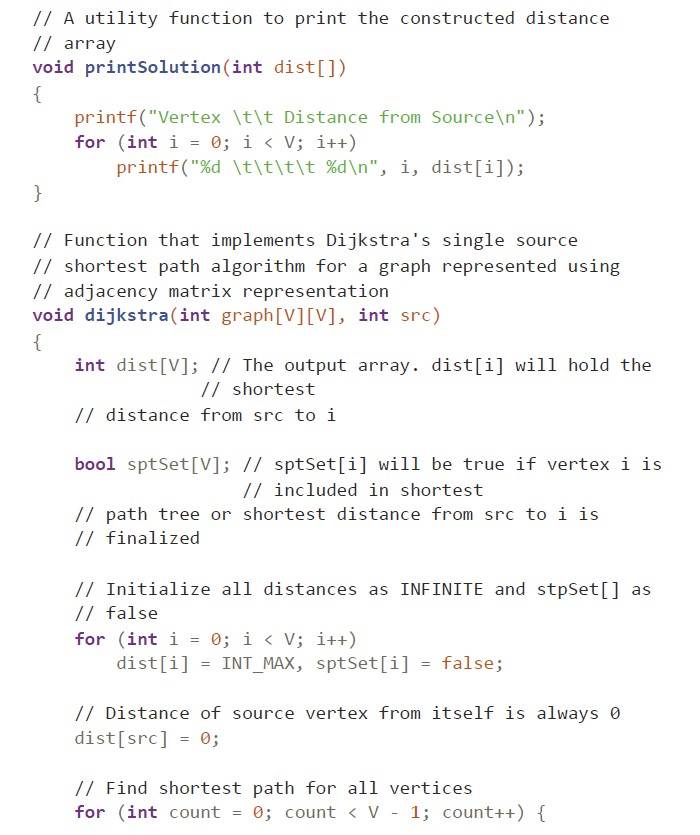 // A utility function to print the constructed distance
// array
void printSolution(int dist[])
{
    printf("Vertex \t\t Distance from Source\n");
    for (int i = 0; i < V; i++)
        printf("%d \t\t\t\t %d\n", i, dist[i]);
}

// Function that implements Dijkstra's single source
// shortest path algorithm for a graph represented using
// adjacency matrix representation
void dijkstra(int graph[V][V], int src)
{
    int dist[V]; // The output array. dist[i] will hold the
                // shortest
    // distance from src to i

    bool sptSet[V]; // sptSet[i] will be true if vertex i is
                    // included in shortest
    // path tree or shortest distance from src to i is
    // finalized

    // Initialize all distances as INFINITE and stpSet[] as
    // false
    for (int i = 0; i < V; i++)
        dist[i] = INT_MAX, sptSet[i] = false;

    // Distance of source vertex from itself is always 0
    dist[src] = 0;

    // Find shortest path for all vertices
    for (int count = 0; count < V - 1; count++) {